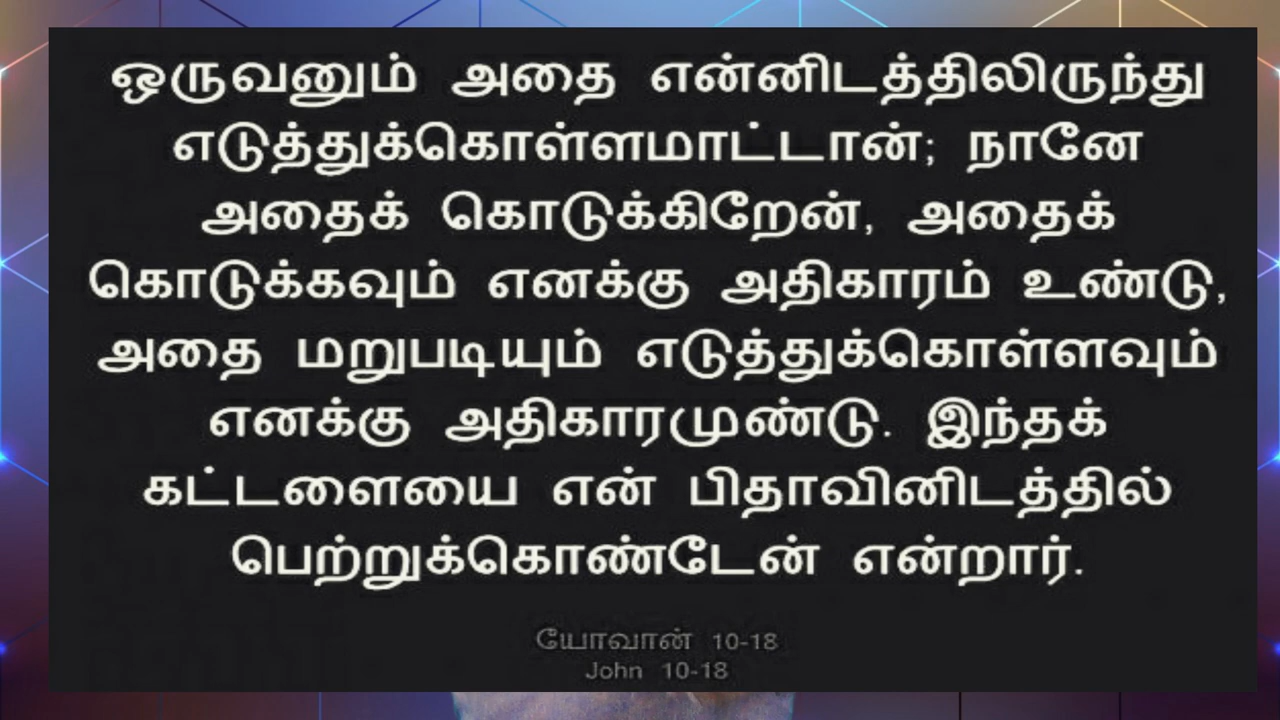 ஒருவனும் அதை என்னிடத்திலிருந்து
எடுத்துக்கொள்ளமாட்டான்; நானே
அதைக் கொடுக்கிறேன், அதைக்
கொடுக்கவும் எனக்கு அதிகாரம் உண்டு,
அதை மறுபடியும் எடுத்துக்கொள்ளவும்
எனக்கு அதிகாரமுண்டு. இந்தக்
கட்டளையை என் பிதாவினிடத்தில்
பெற்றுக்கொண்டேன் என்றார்.
யோவான் 10-18
John 10-18